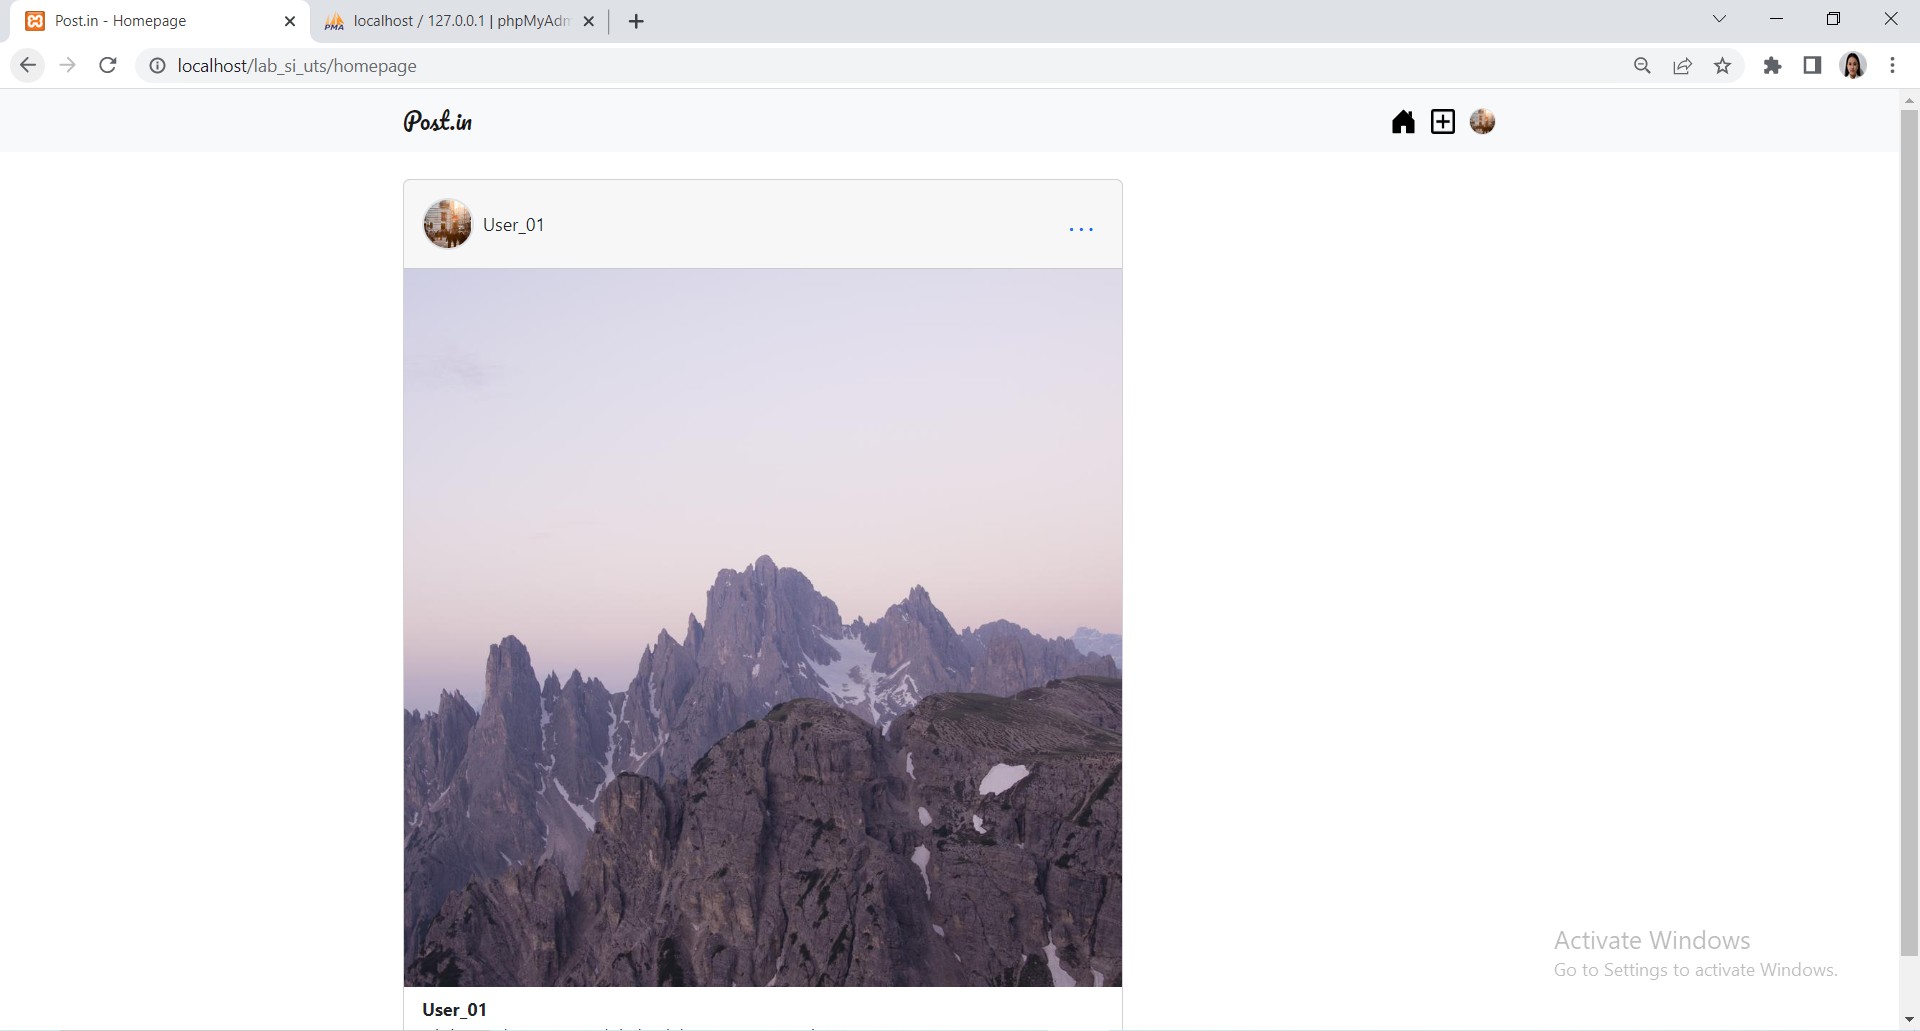 Post.in - Homepage
localhost / 127.0.0.1 | phpMyAdm
localhost/lab_si_uts/homepage
Post.in
User_01
...
User_01
Activate Windows
Go to Settings to activate Windows.